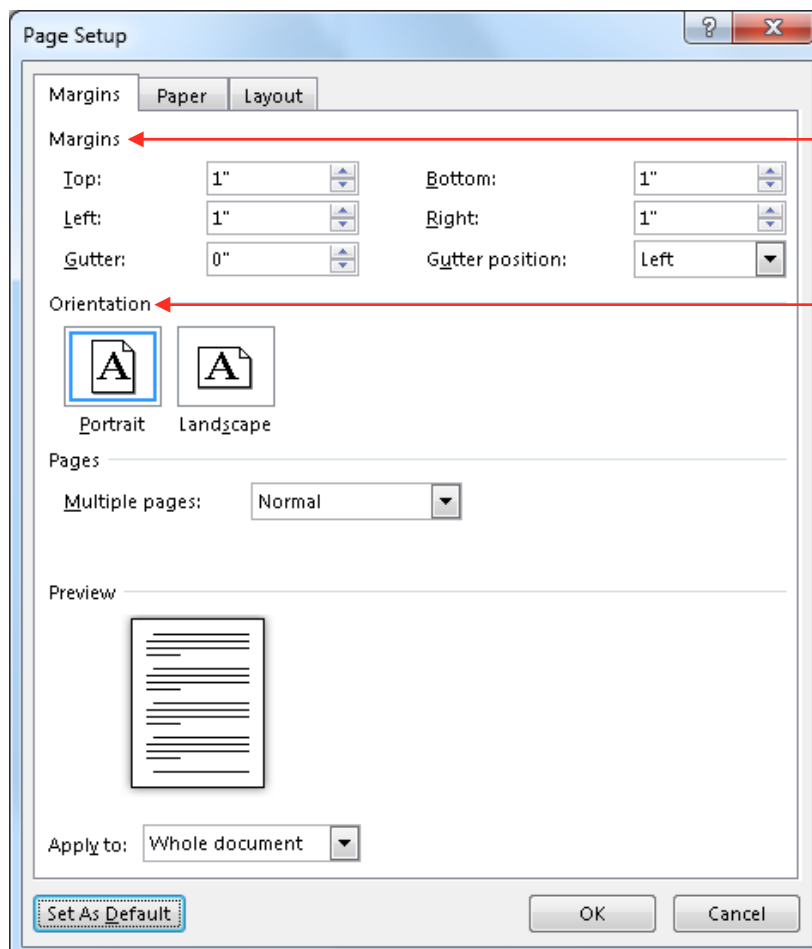 Page Setup
Margins Paper Layout
Margins
Top: 1" Bottom: 1"
Left: 1" Right: 1"
Gutter: 0" Gutter position: Left
Orientation
A A
Portrait Landscape
Pages
Multiple pages: Normal
Preview
Apply to: Whole document
Set As Default OK Cancel